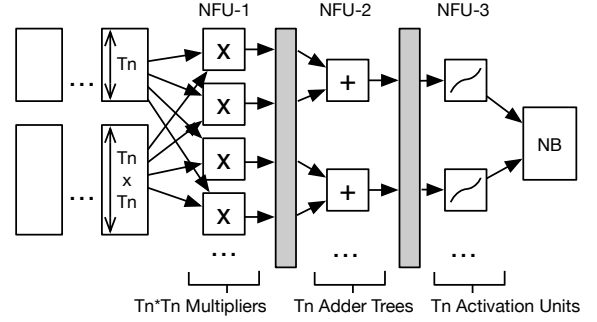 NFU-1 NFU-2 NFU-3
Tn
...
X
X
X
X
+
+
NB
Tn
x
Tn
...
... ... ...
Tn*Tn Multipliers Tn Adder Trees Tn Activation Units